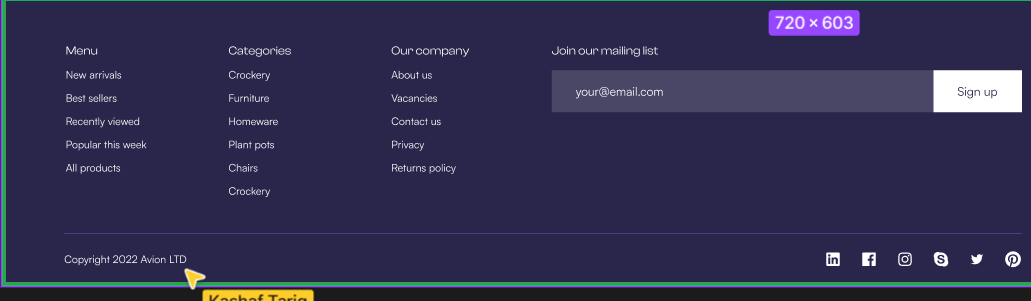 720 × 603
Menu
New arrivals
Best sellers
Recently viewed
Popular this week
All products
Categories
Crockery
Furniture
Homeware
Plant pots
Chairs
Crockery
Our company
About us
Vacancies
Contact us
Privacy
Returns policy
Join our mailing list
your@email.com
Sign up
Copyright 2022 Avion LTD
Kashaf Tariq